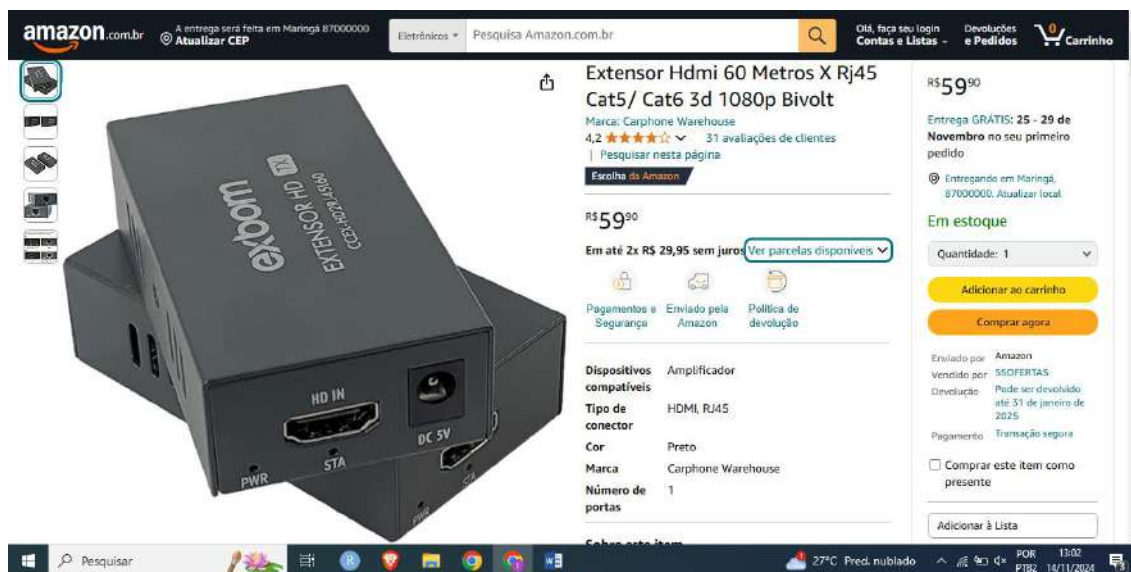 amazon.com.br
A entrega será feita em Maringá 87000000
Atualizar CEP
Eletrônicos
Pesquisa Amazon.com.br
Olá, faça seu login
Contas e Listas
Devoluções
e Pedidos
0
Carrinho
exbom
EXTENSOR HD TX
HD IN
DC 5V
PWR
STA
PWR
STA
Extensor Hdmi 60 Metros X Rj45
Cat5/ Cat6 3d 1080p Bivolt
Marca: Carphone Warehouse
4,2 31 avaliações de clientes
| Pesquisar nesta página
Escolha da Amazon
R$5990
Em até 2x R$ 29,95 sem juros Ver parcelas disponíveis
Pagamentos e
Segurança
Enviado pela
Amazon
Política de
devolução
Dispositivos
compatíveis
Amplificador
Tipo de
conector
HDMI, RJ45
Cor Preto
Marca Carphone Warehouse
Número de
portas
1
Sobre este item
R$5990
Entrega GRÁTIS: 25 - 29 de
Novembro no seu primeiro
pedido
Entregando em Maringá,
87000000. Atualizar local
Em estoque
Quantidade: 1
Adicionar ao carrinho
Comprar agora
Enviado por Amazon
Vendido por SSOFERTAS
Devolução Pode ser devolvido
até 31 de janeiro de
2025
Pagamento Transação segura
Comprar este item como
presente
Adicionar à Lista
Pesquisar
27°C Pred. nublado
POR
PTB2
13:02
14/11/2024